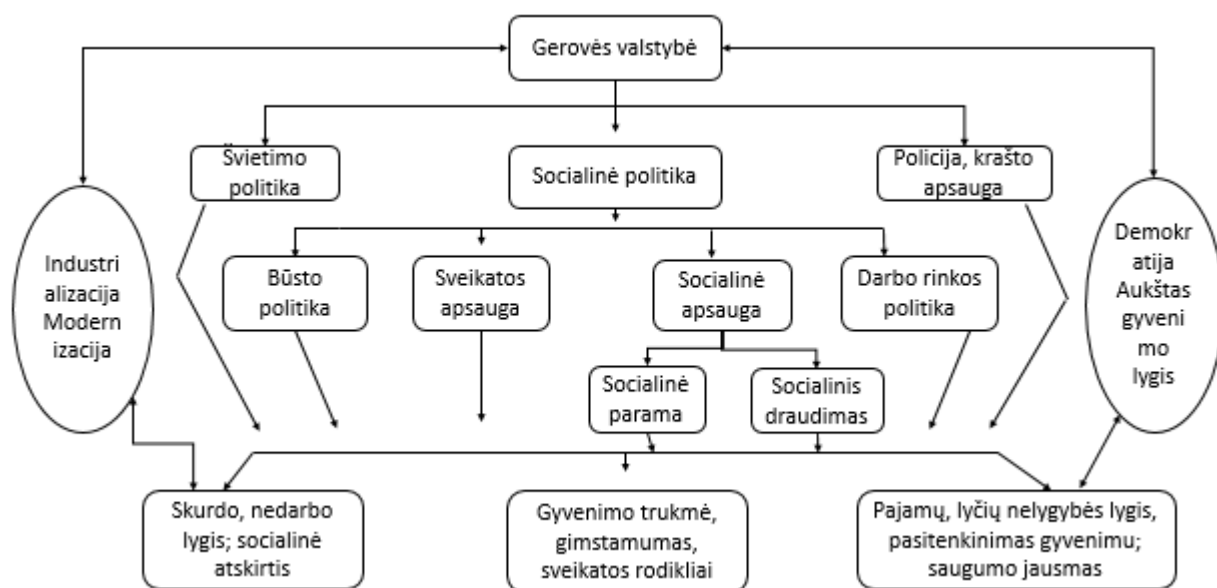 Gerovės valstybė
Švietimo
politika
Socialinė politika
Policija, krašto
apsauga
Industri
alizacija
Modern
izacija
Būsto
politika
Sveikatos
apsauga
Socialinė
apsauga
Darbo rinkos
politika
Demokr
atija
Aukštas
gyveni
mo
lygis
Socialinė
parama
Socialinis
draudimas
Skurdo, nedarbo
lygis; socialinė
atskirtis
Gyvenimo trukmė,
gimstamumas,
sveikatos rodikliai
Pajamų, lyčių nelygybės lygis,
pasitenkinimas gyvenimu;
saugumo jausmas